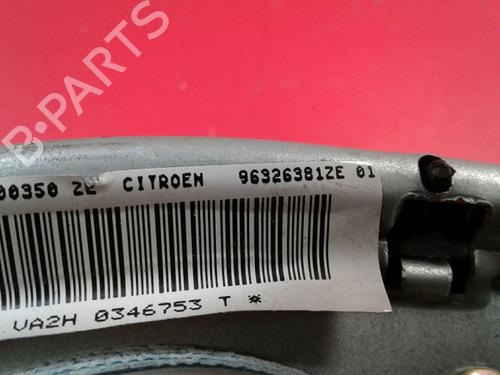 B-PARTS
00350 ZE CITROEN 96326381ZE 01
VA2H 0346753 T *